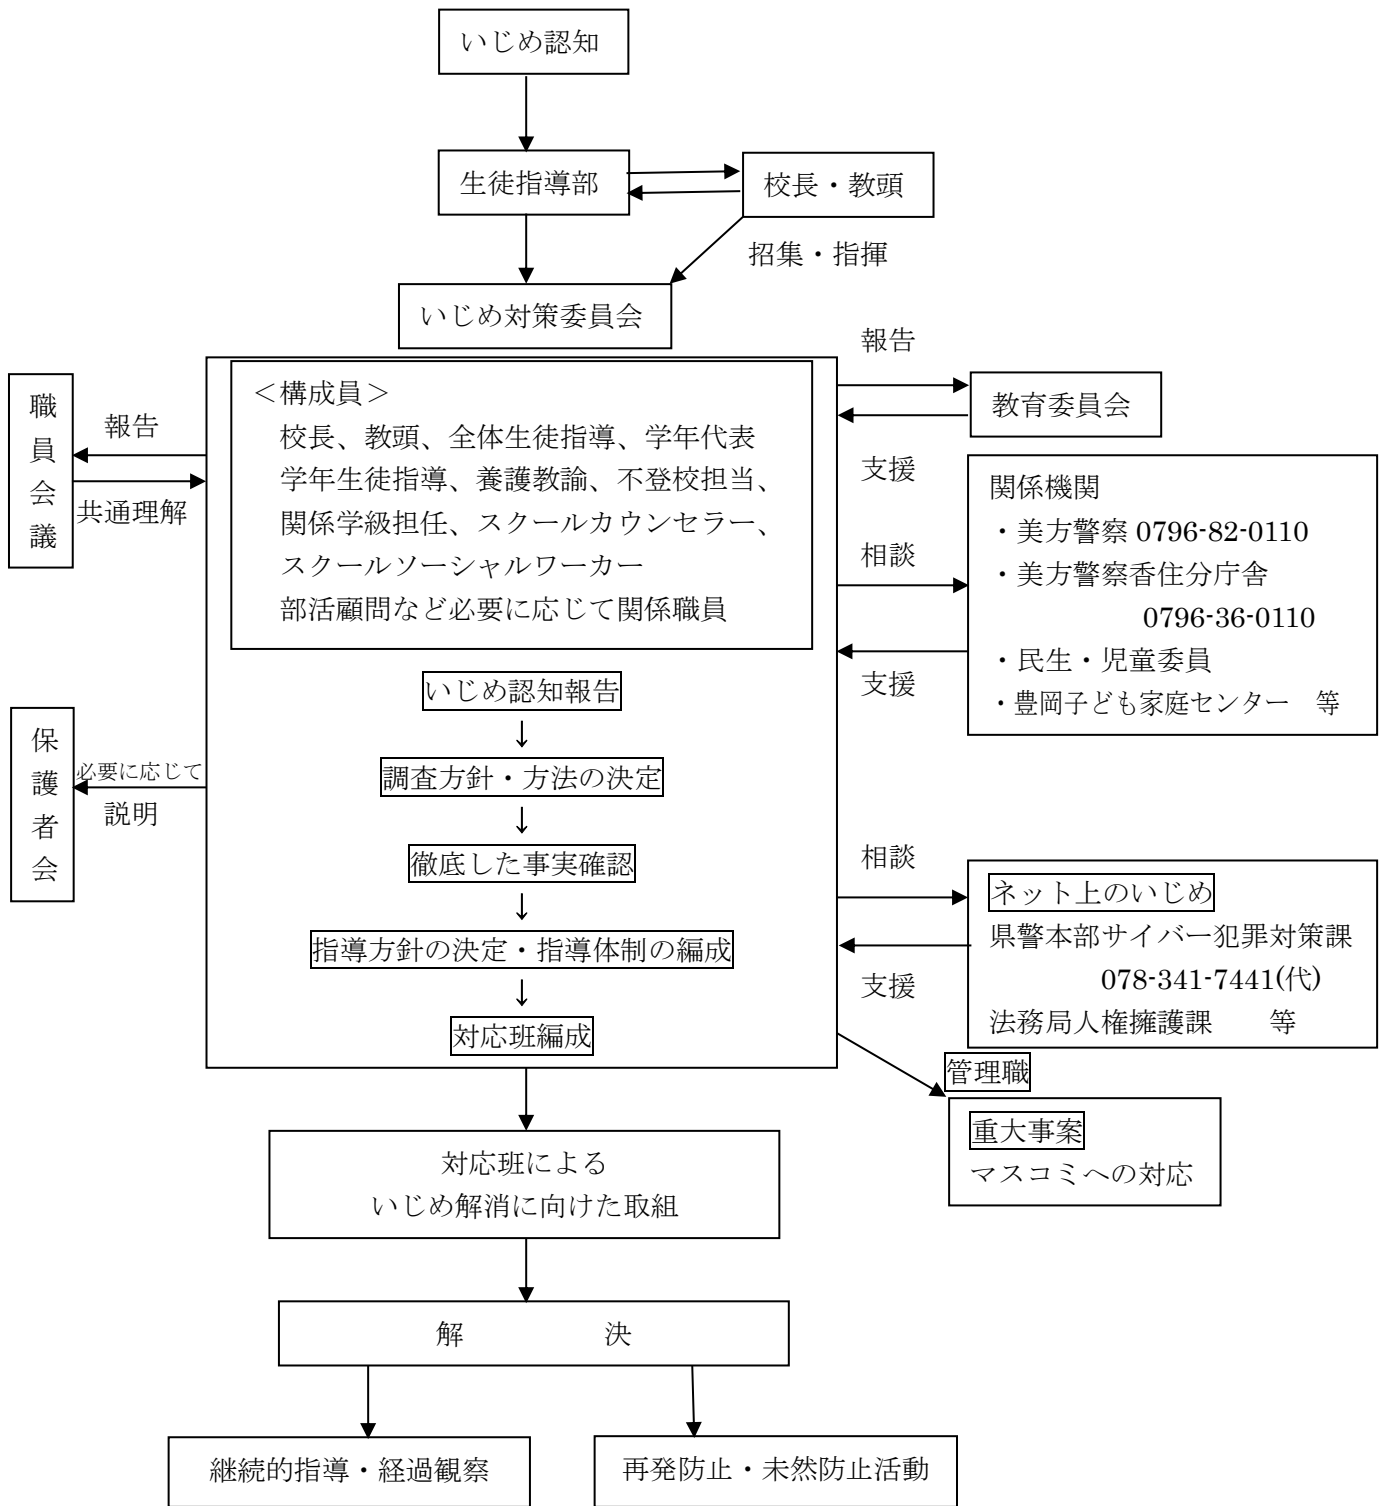 いじめ認知
生徒指導部
校長・教頭
招集・指揮
いじめ対策委員会
＜構成員＞
校長、教頭、全体生徒指導、学年代表
学年生徒指導、養護教諭、不登校担当、
関係学級担任、スクールカウンセラー、
スクールソーシャルワーカー
部活顧問など必要に応じて関係職員
職員会議
報告
共通理解
報告
教育委員会
支援
相談
関係機関
・美方警察 0796-82-0110
・美方警察香住分庁舎
0796-36-0110
・民生・児童委員
・豊岡子ども家庭センター　等
支援
いじめ認知報告
↓
調査方針・方法の決定
↓
徹底した事実確認
↓
指導方針の決定・指導体制の編成
↓
対応班編成
保護者会
必要に応じて
説明
相談
ネット上のいじめ
県警本部サイバー犯罪対策課
078-341-7441(代)
法務局人権擁護課　　等
支援
管理職
重大事案
マスコミへの対応
対応班による
いじめ解消に向けた取組
解　　　　　決
継続的指導・経過観察
再発防止・未然防止活動